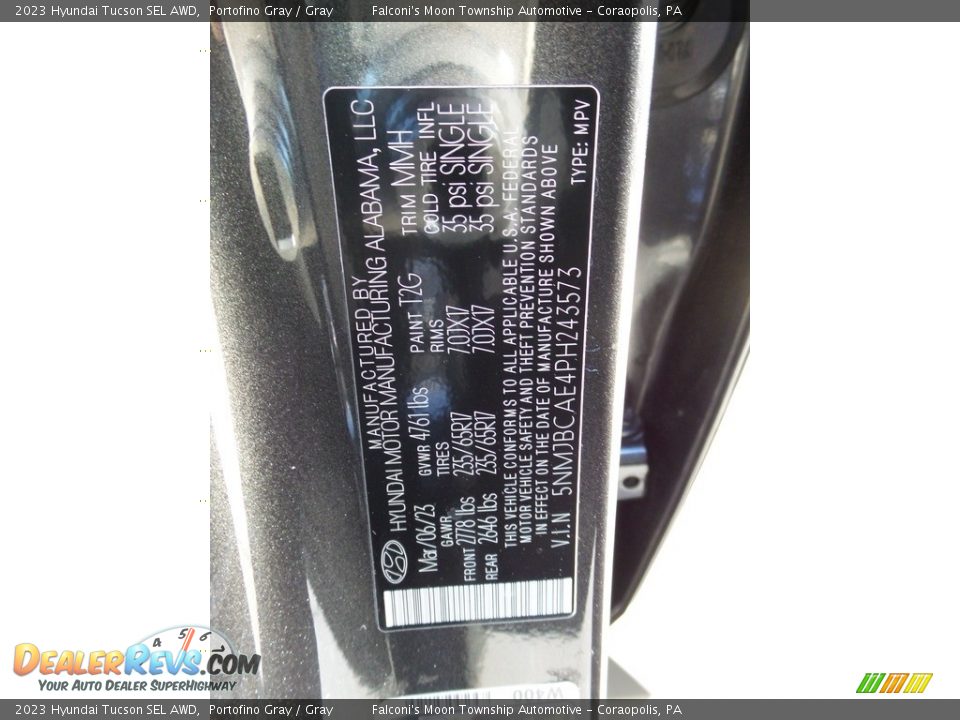 2023 Hyundai Tucson SEL AWD, Portofino Gray / Gray Falconi's Moon Township Automotive - Coraopolis, PA
MANUFACTURED BY
HYUNDAI MOTOR MANUFACTURING ALABAMA, LLC
Mar/06/23 GVWR 4761 lbs PAINT T2G TRIM MMH
GAWR TIRES RIMS COLD TIRE INFL
FRONT 2778 lbs 235/65R17 7.0JX17 35 psi SINGLE
REAR 2646 lbs 235/65R17 7.0JX17 35 psi SINGLE
THIS VEHICLE CONFORMS TO ALL APPLICABLE U.S.A. FEDERAL
MOTOR VEHICLE SAFETY AND THEFT PREVENTION STANDARDS
IN EFFECT ON THE DATE OF MANUFACTURE SHOWN ABOVE
V.I.N 5NMJBCAE4PH243573 TYPE: MPV
4 5 6
DEALERREVS.COM
YOUR AUTO DEALER SUPERHIGHWAY
2023 Hyundai Tucson SEL AWD, Portofino Gray / Gray Falconi's Moon Township Automotive - Coraopolis, PA